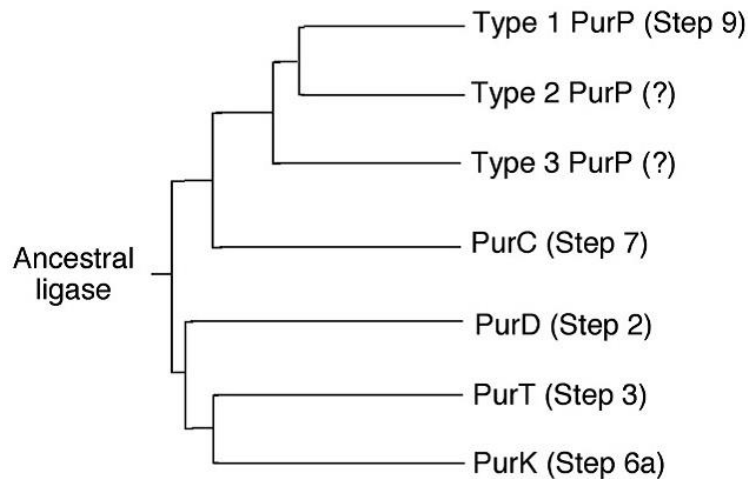 Type 1 PurP (Step 9)
Type 2 PurP (?)
Type 3 PurP (?)
PurC (Step 7)
Ancestral
ligase
PurD (Step 2)
PurT (Step 3)
PurK (Step 6a)